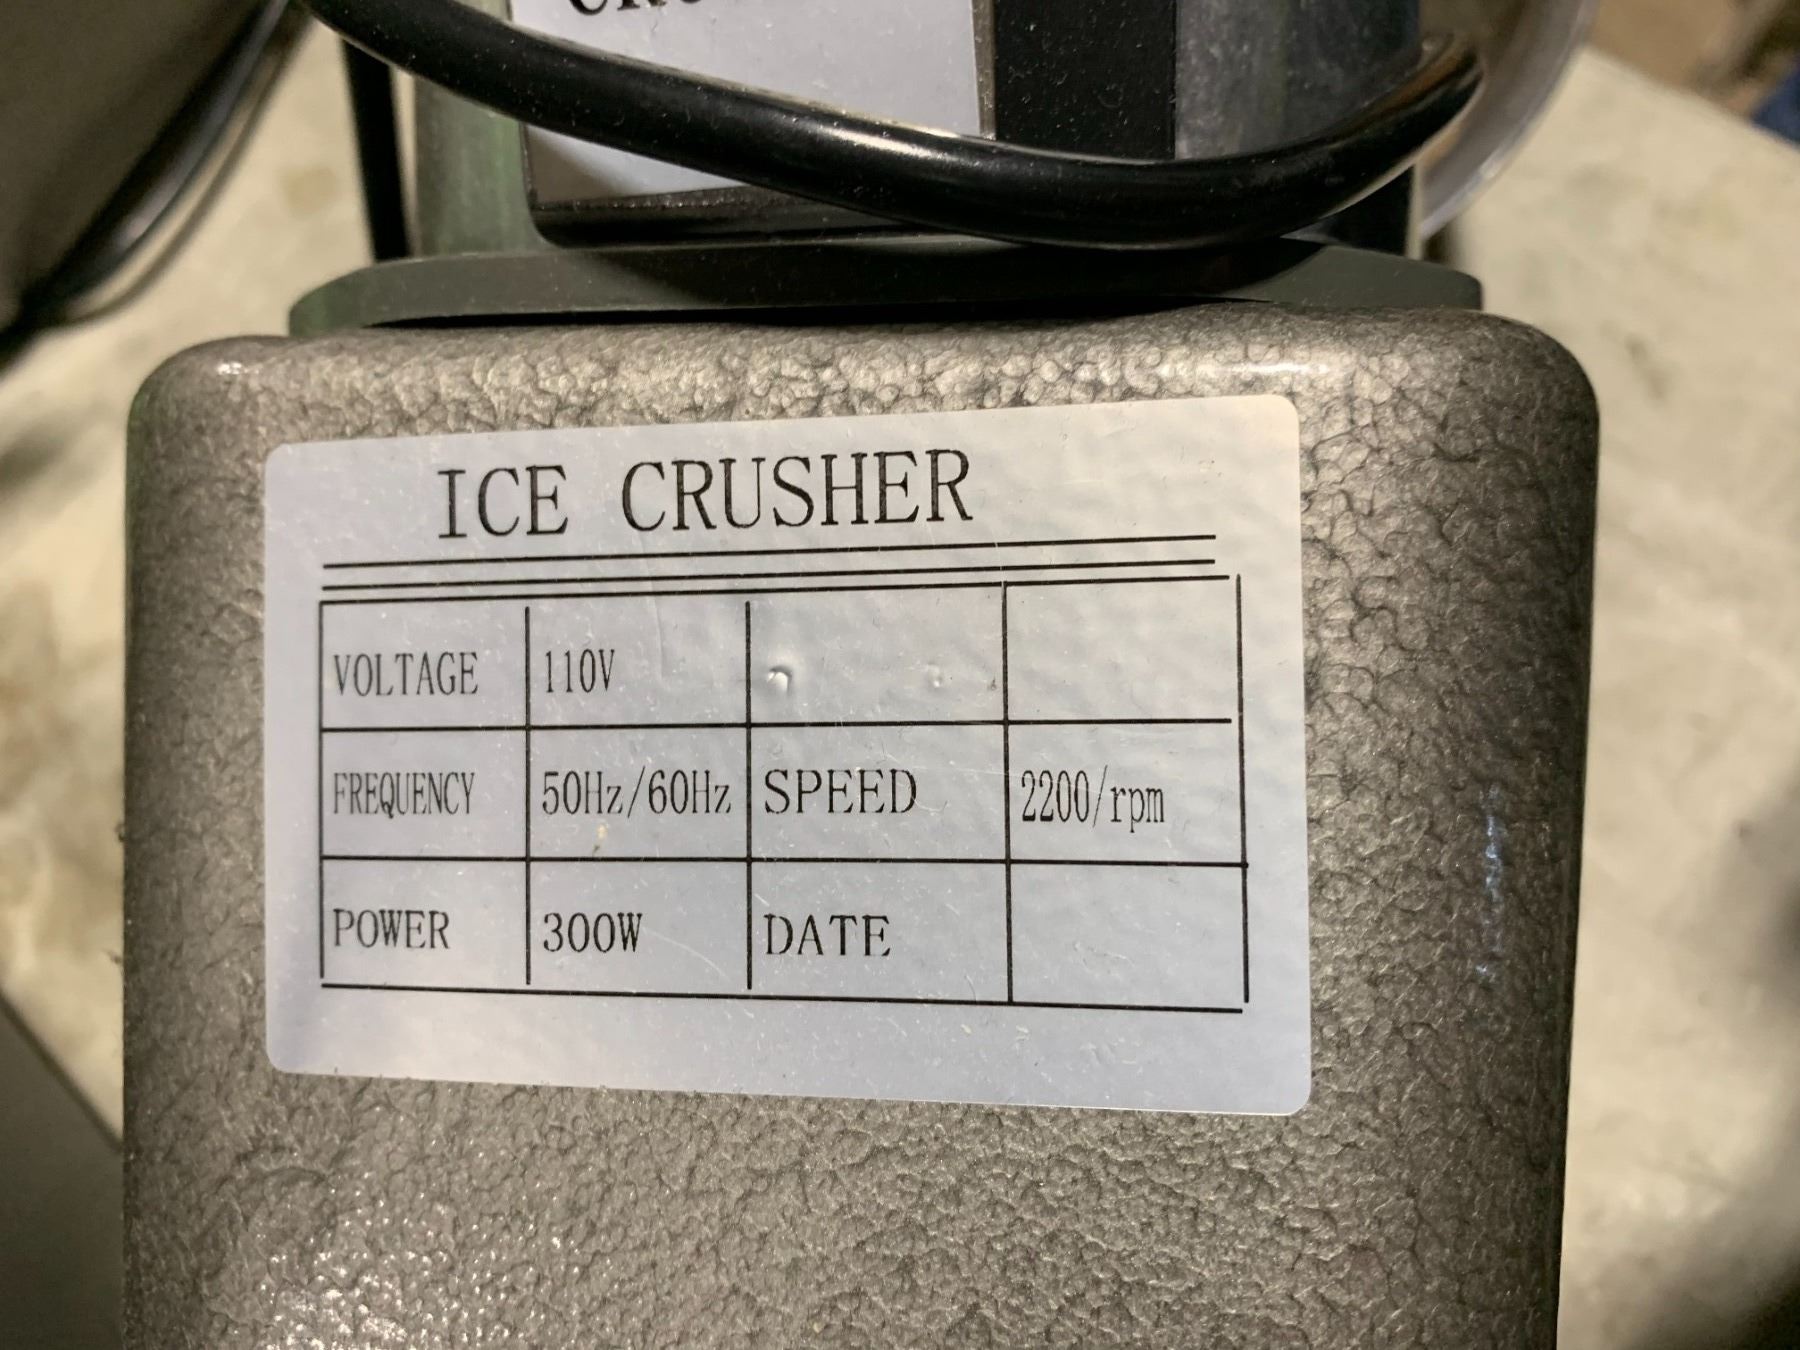 ICE CRUSHER
VOLTAGE 110V
FREQUENCY 50Hz/60Hz SPEED 2200/rpm
POWER 300W DATE